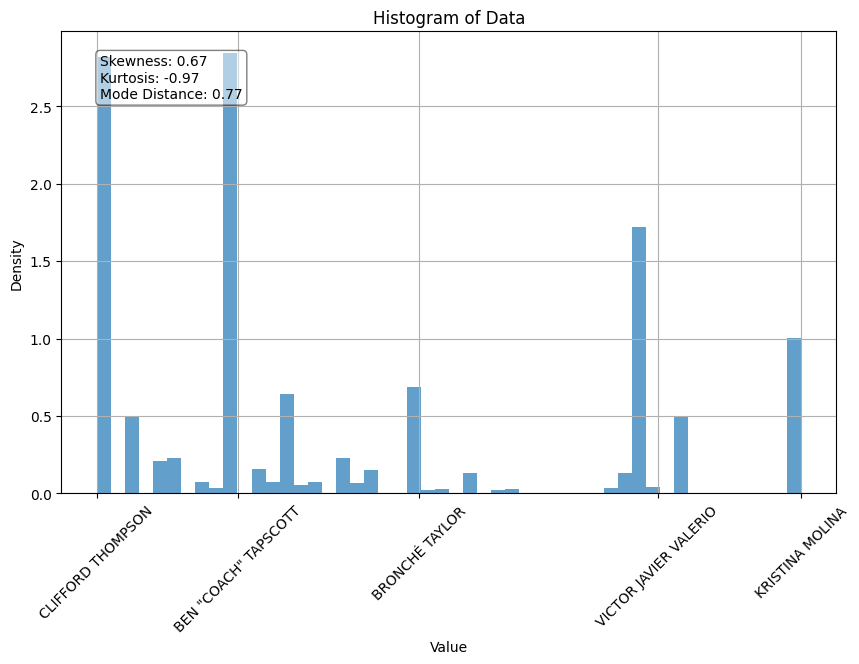 Histogram of Data
Skewness: 0.67
Kurtosis: -0.97
Mode Distance: 0.77
Density
2.5
2.0
1.5
1.0
0.5
0.0
CLIFFORD THOMPSON
BEN "COACH" TAPSCOTT
BRONCHÉ TAYLOR
VICTOR JAVIER VALERIO
KRISTINA MOLINA
Value